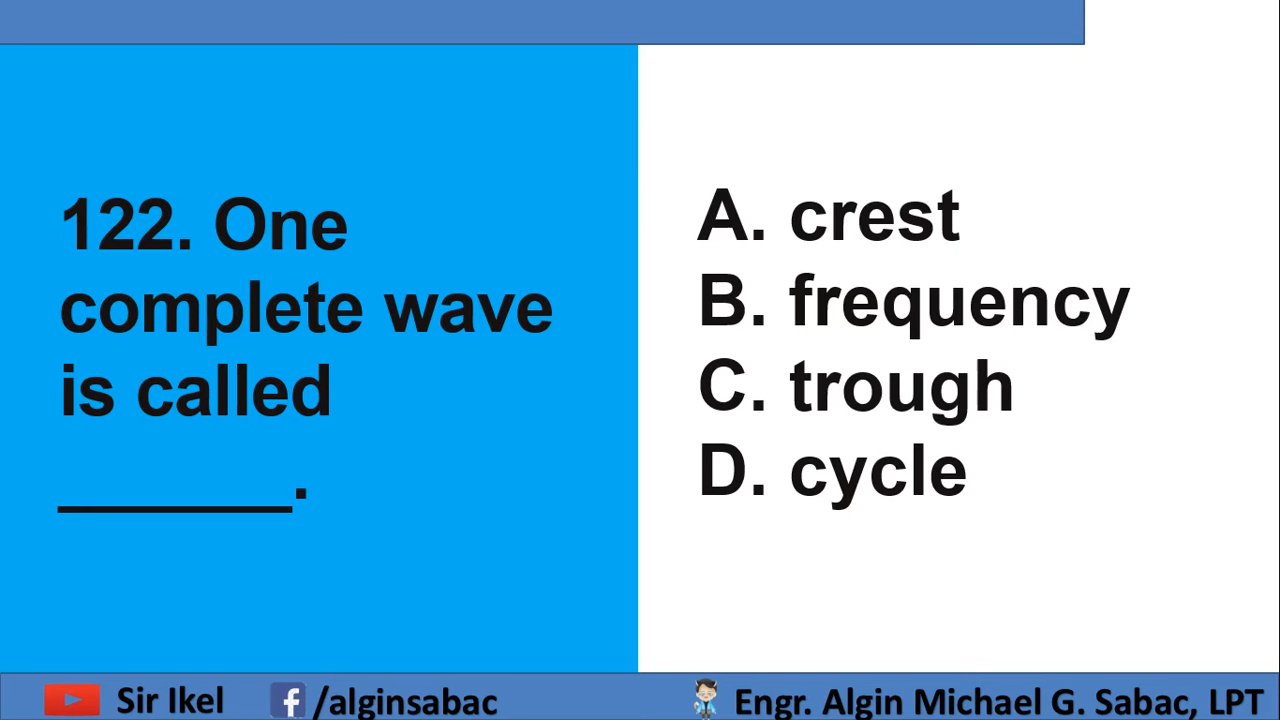 122. One
complete wave
is called
_______.
A. crest
B. frequency
C. trough
D. cycle
Sir Ikel
/alginsabac
Engr. Algin Michael G. Sabac, LPT